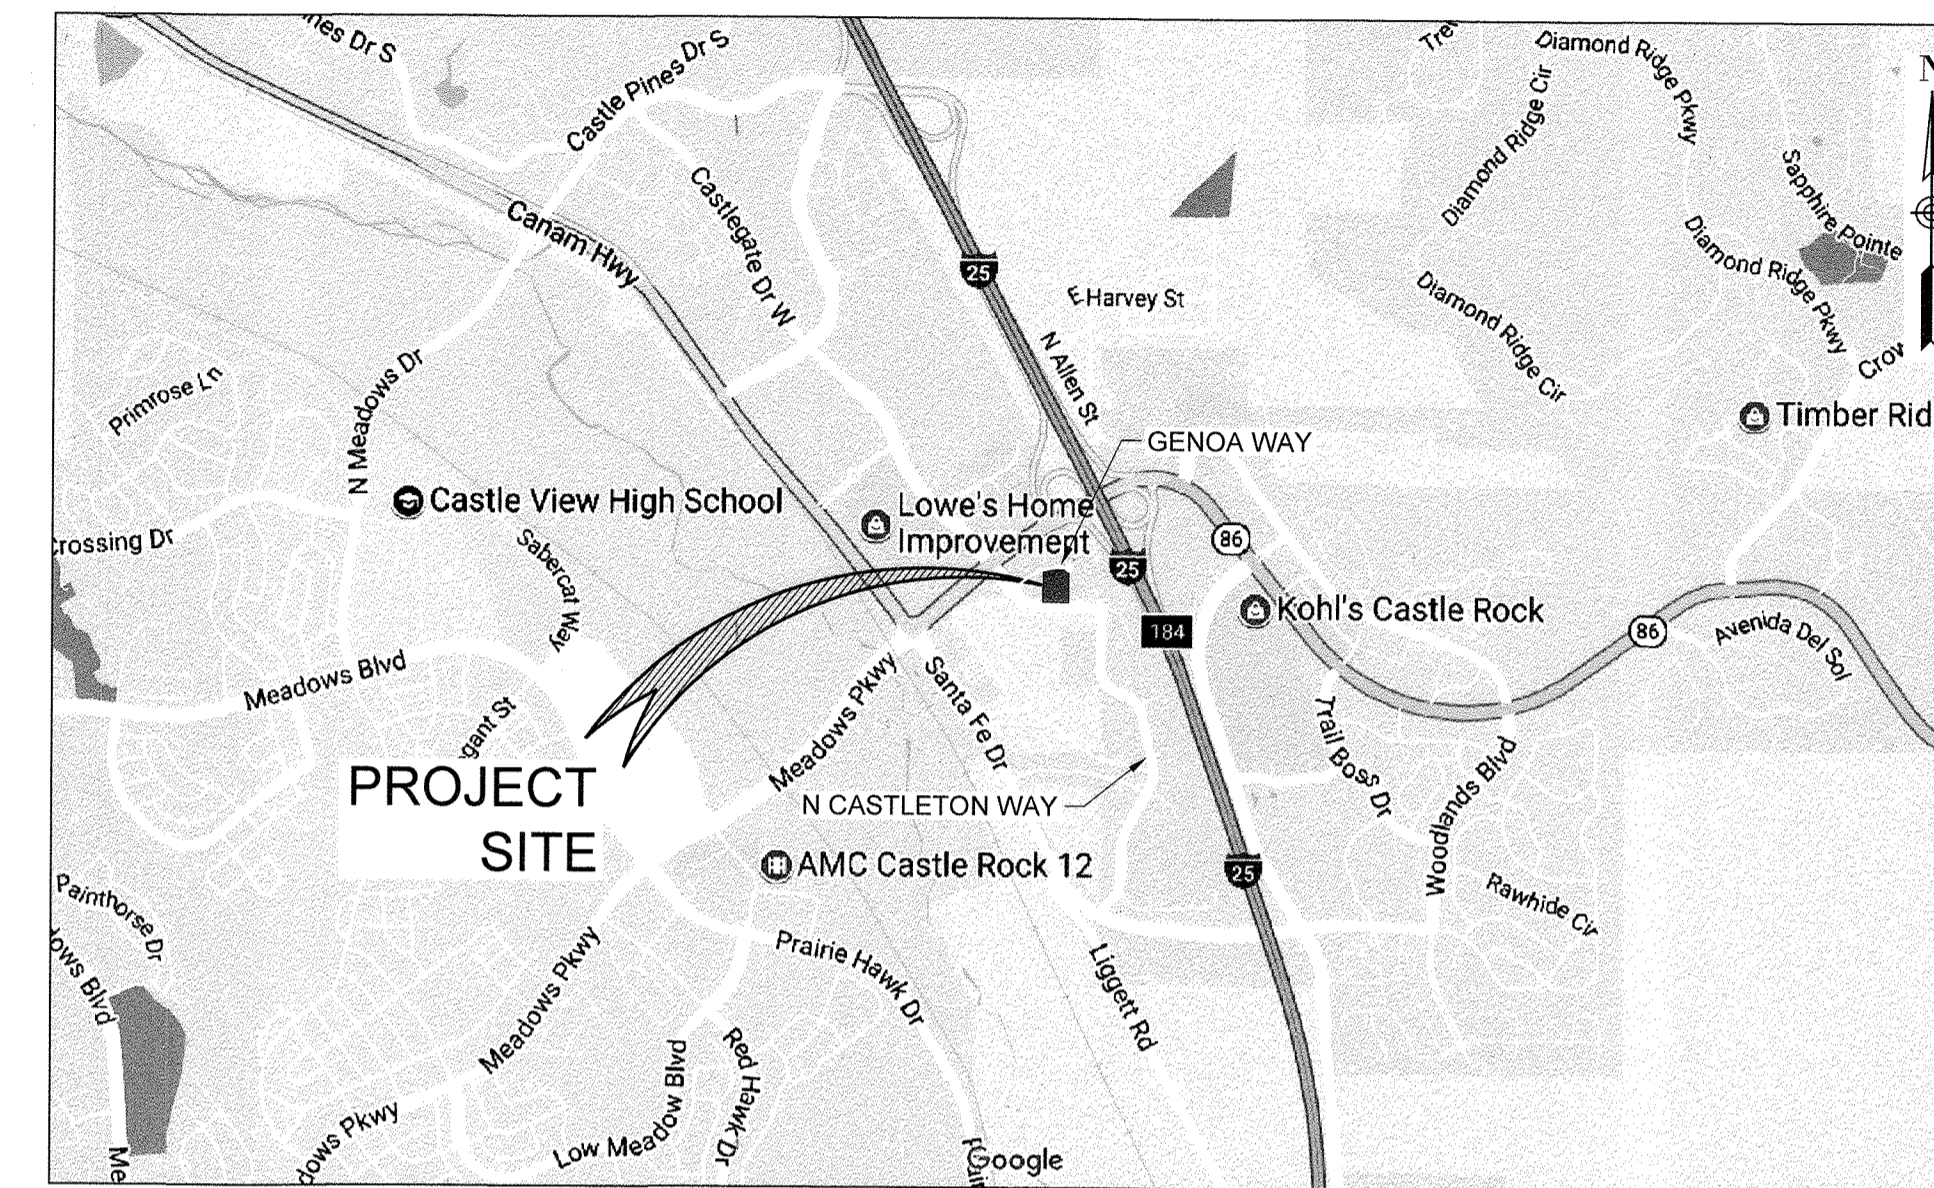 Castle Pines Dr S
Diamond Ridge Pkwy
Diamond Ridge Cir
Sapphire Pointe
Castlegate Dr W
Canam Hwy
25
E Harvey St
Diamond Ridge Pkwy
Diamond Ridge Cir
N Allen St
N Meadows Dr
Primrose Ln
Timber Rid
GENOA WAY
Castle View High School
Lowe's Home
Improvement
86
Crossing Dr
Sabercat Way
25
Kohl's Castle Rock
184
86
Avenida Del Sol
Meadows Blvd
Meadows Pkwy
Santa Fe Dr
Trail Boss Dr
Woodlands Blvd
PROJECT
SITE
N CASTLETON WAY
AMC Castle Rock 12
25
Rawhide Cir
Painthorse Dr
Prairie Hawk Dr
Meadows Pkwy
Liggett Rd
Low Meadow Blvd
Red Hawk Dr
dows Pkwy
Google